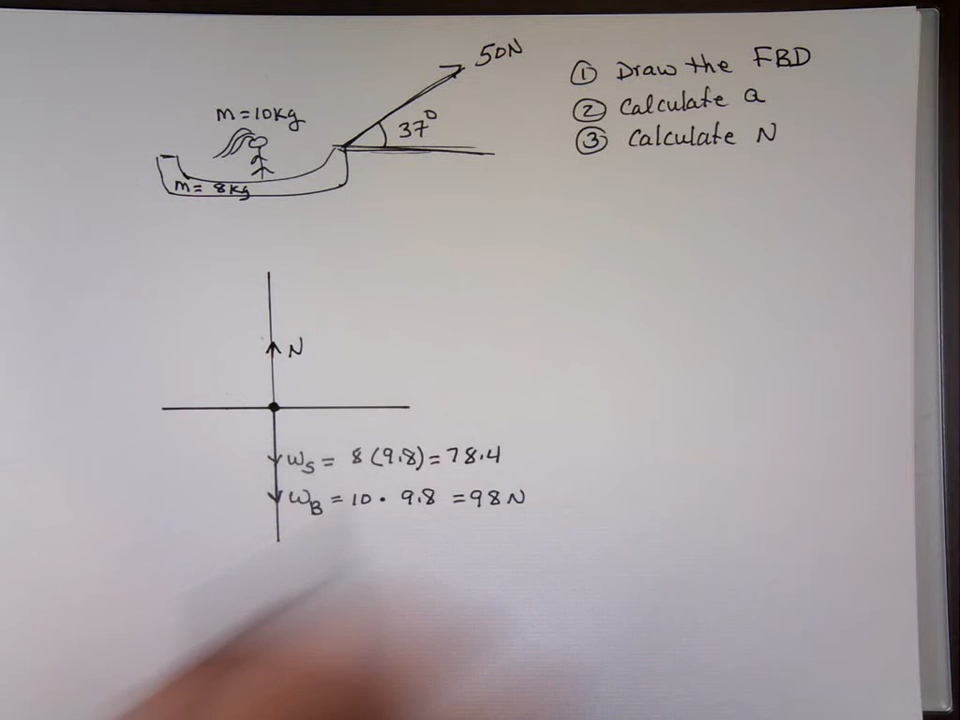 50N
m=10kg
37°
m= 8kg
① Draw the FBD
② Calculate a
③ Calculate N
N
Ws = 8(9.8)=78.4
WB = 10 · 9.8 = 98N